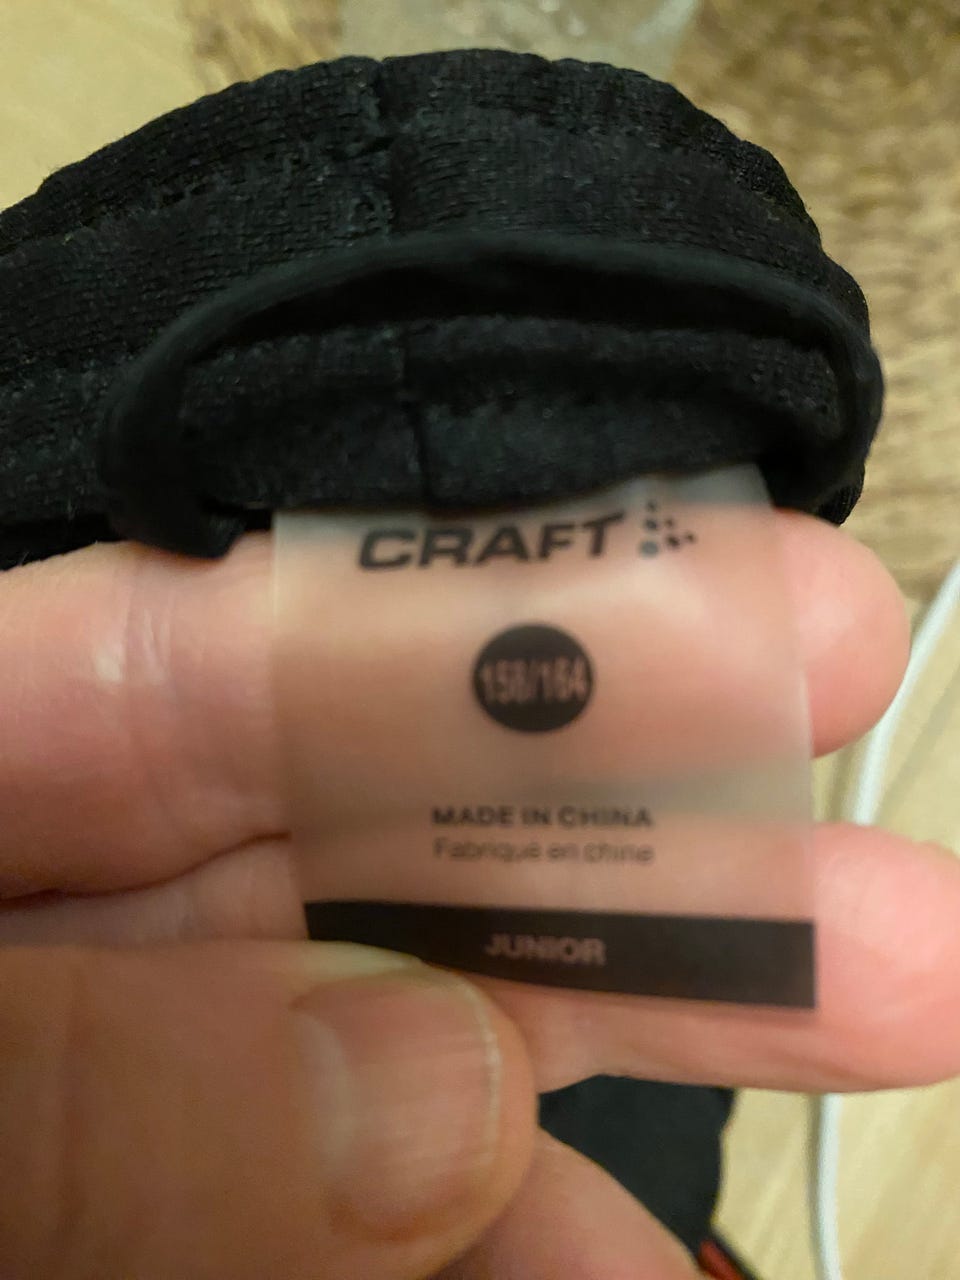 CRAFT
158/164
MADE IN CHINA
Fabriqué en chine
JUNIOR